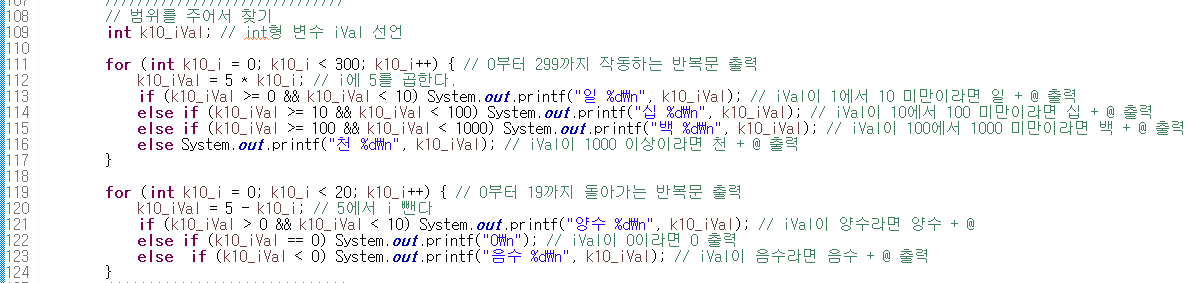 107 //////////////////////////////
108 // 범위를 주어서 찾기
109 int k10_iVal; // int형 변수 iVal 선언
110
111 for (int k10_i = 0; k10_i < 300; k10_i++) { // 0부터 299까지 작동하는 반복문 출력
112 k10_iVal = 5 * k10_i; // i에 5를 곱한다.
113 if (k10_iVal >= 0 && k10_iVal < 10) System.out.printf("일 %d₩n", k10_iVal); // iVal이 1에서 10 미만이라면 일 + @ 출력
114 else if (k10_iVal >= 10 && k10_iVal < 100) System.out.printf("십 %d₩n", k10_iVal); // iVal이 10에서 100 미만이라면 십 + @ 출력
115 else if (k10_iVal >= 100 && k10_iVal < 1000) System.out.printf("백 %d₩n", k10_iVal); // iVal이 100에서 1000 미만이라면 백 + @ 출력
116 else System.out.printf("천 %d₩n", k10_iVal); // iVal이 1000 이상이라면 천 + @ 출력
117 }
118
119 for (int k10_i = 0; k10_i < 20; k10_i++) { // 0부터 19까지 돌아가는 반복문 출력
120 k10_iVal = 5 - k10_i; // 5에서 i 뺀다
121 if (k10_iVal > 0 && k10_iVal < 10) System.out.printf("양수 %d₩n", k10_iVal); // iVal이 양수라면 양수 + @
122 else if (k10_iVal == 0) System.out.printf("0₩n"); // iVal이 0이라면 0 출력
123 else  if (k10_iVal < 0) System.out.printf("음수 %d₩n", k10_iVal); // iVal이 음수라면 음수 + @ 출력
124 }